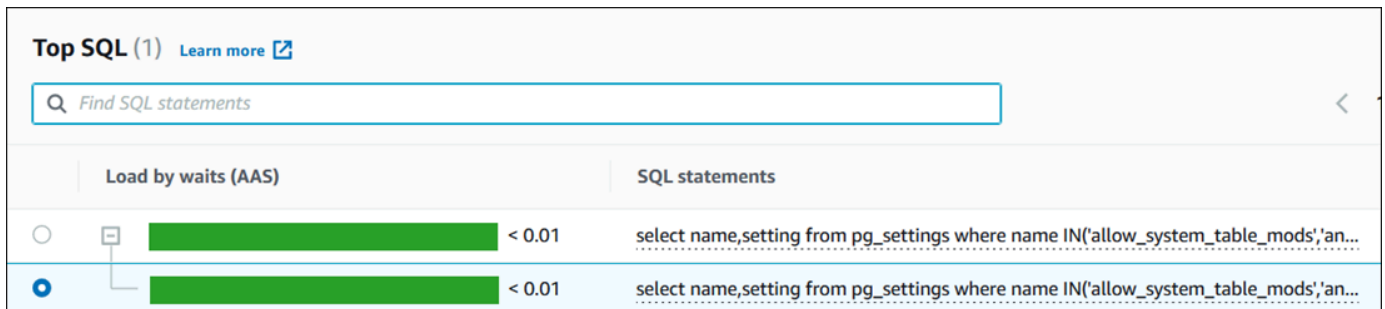 Top SQL (1) Learn more
Find SQL statements
Load by waits (AAS) SQL statements
< 0.01 select name,setting from pg_settings where name IN('allow_system_table_mods','an...
< 0.01 select name,setting from pg_settings where name IN('allow_system_table_mods','an...